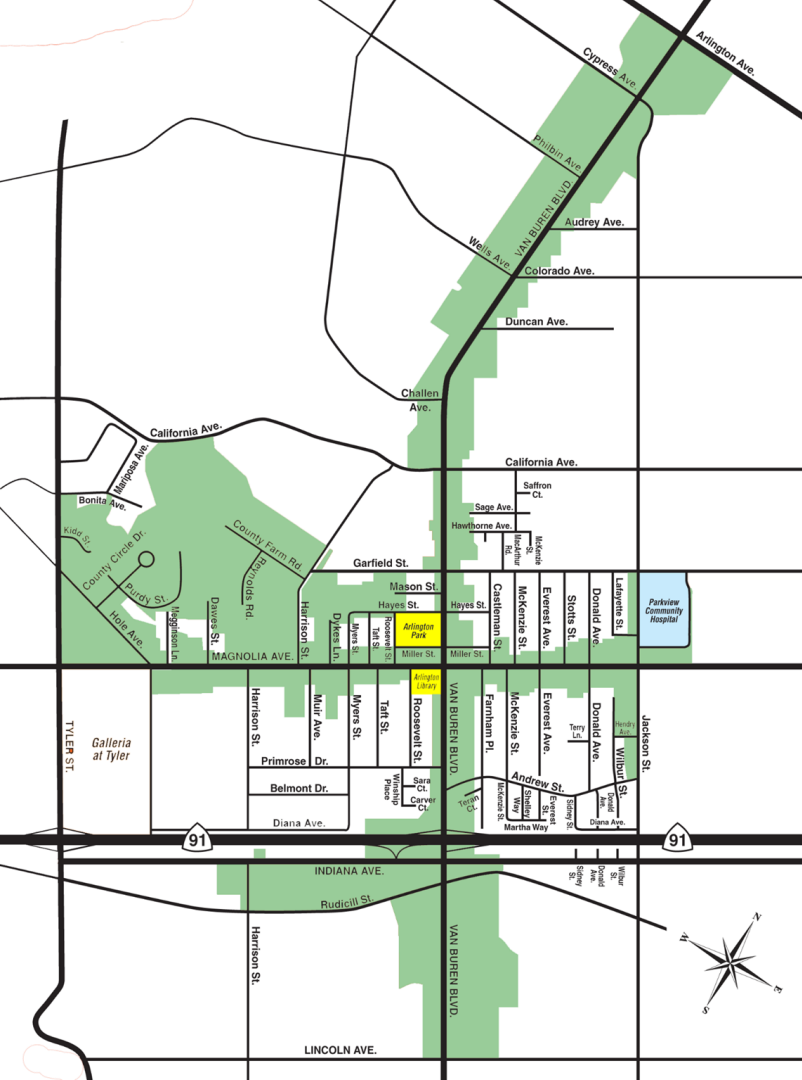 Arlington Ave.
Cypress Ave.
Philbin Ave.
VAN BUREN BLVD.
Audrey Ave.
Wells Ave.
Colorado Ave.
Duncan Ave.
Challen
Ave.
California Ave.
California Ave.
Mariposa Ave.
Bonita Ave.
Saffron
Ct.
Sage Ave.
Hawthorne Ave.
MacArthur
Rd.
McKenzie
St.
Kidd St.
County Circle Dr.
County Farm Rd.
Garfield St.
Purdy St.
Reynolds Rd.
Mason St.
Hayes St.
Hayes St.
Hole Ave.
Megginson Ln.
Dawes St.
Harrison St.
Dykes Ln.
Myers St.
Taft St.
Roosevelt St.
Arlington
Park
Castleman St.
McKenzie St.
Everest Ave.
Stotts St.
Donald Ave.
Lafayette St.
Parkview
Community
Hospital
MAGNOLIA AVE.
Miller St.
Miller St.
Arlington
Library
TYLER ST.
Galleria
at Tyler
Harrison St.
Muir Ave.
Myers St.
Taft St.
Roosevelt St.
VAN BUREN BLVD.
Farnham Pl.
McKenzie St.
Everest Ave.
Terry
Ln.
Donald Ave.
Hendry
Ave.
Wilbur St.
Jackson St.
Primrose Dr.
Belmont Dr.
Winship
Place
Sara
Ct.
Carver
Ct.
Teran
Ct.
Andrew St.
McKenzie St.
Shelley
Way
Everest
St.
Sidney St.
Donald
Ave.
Diana Ave.
Martha Way
Diana Ave.
91
91
INDIANA AVE.
Sidney
St.
Donald
Ave.
Wilbur
St.
Rudicill St.
Harrison St.
VAN BUREN BLVD.
N
W
E
S
LINCOLN AVE.